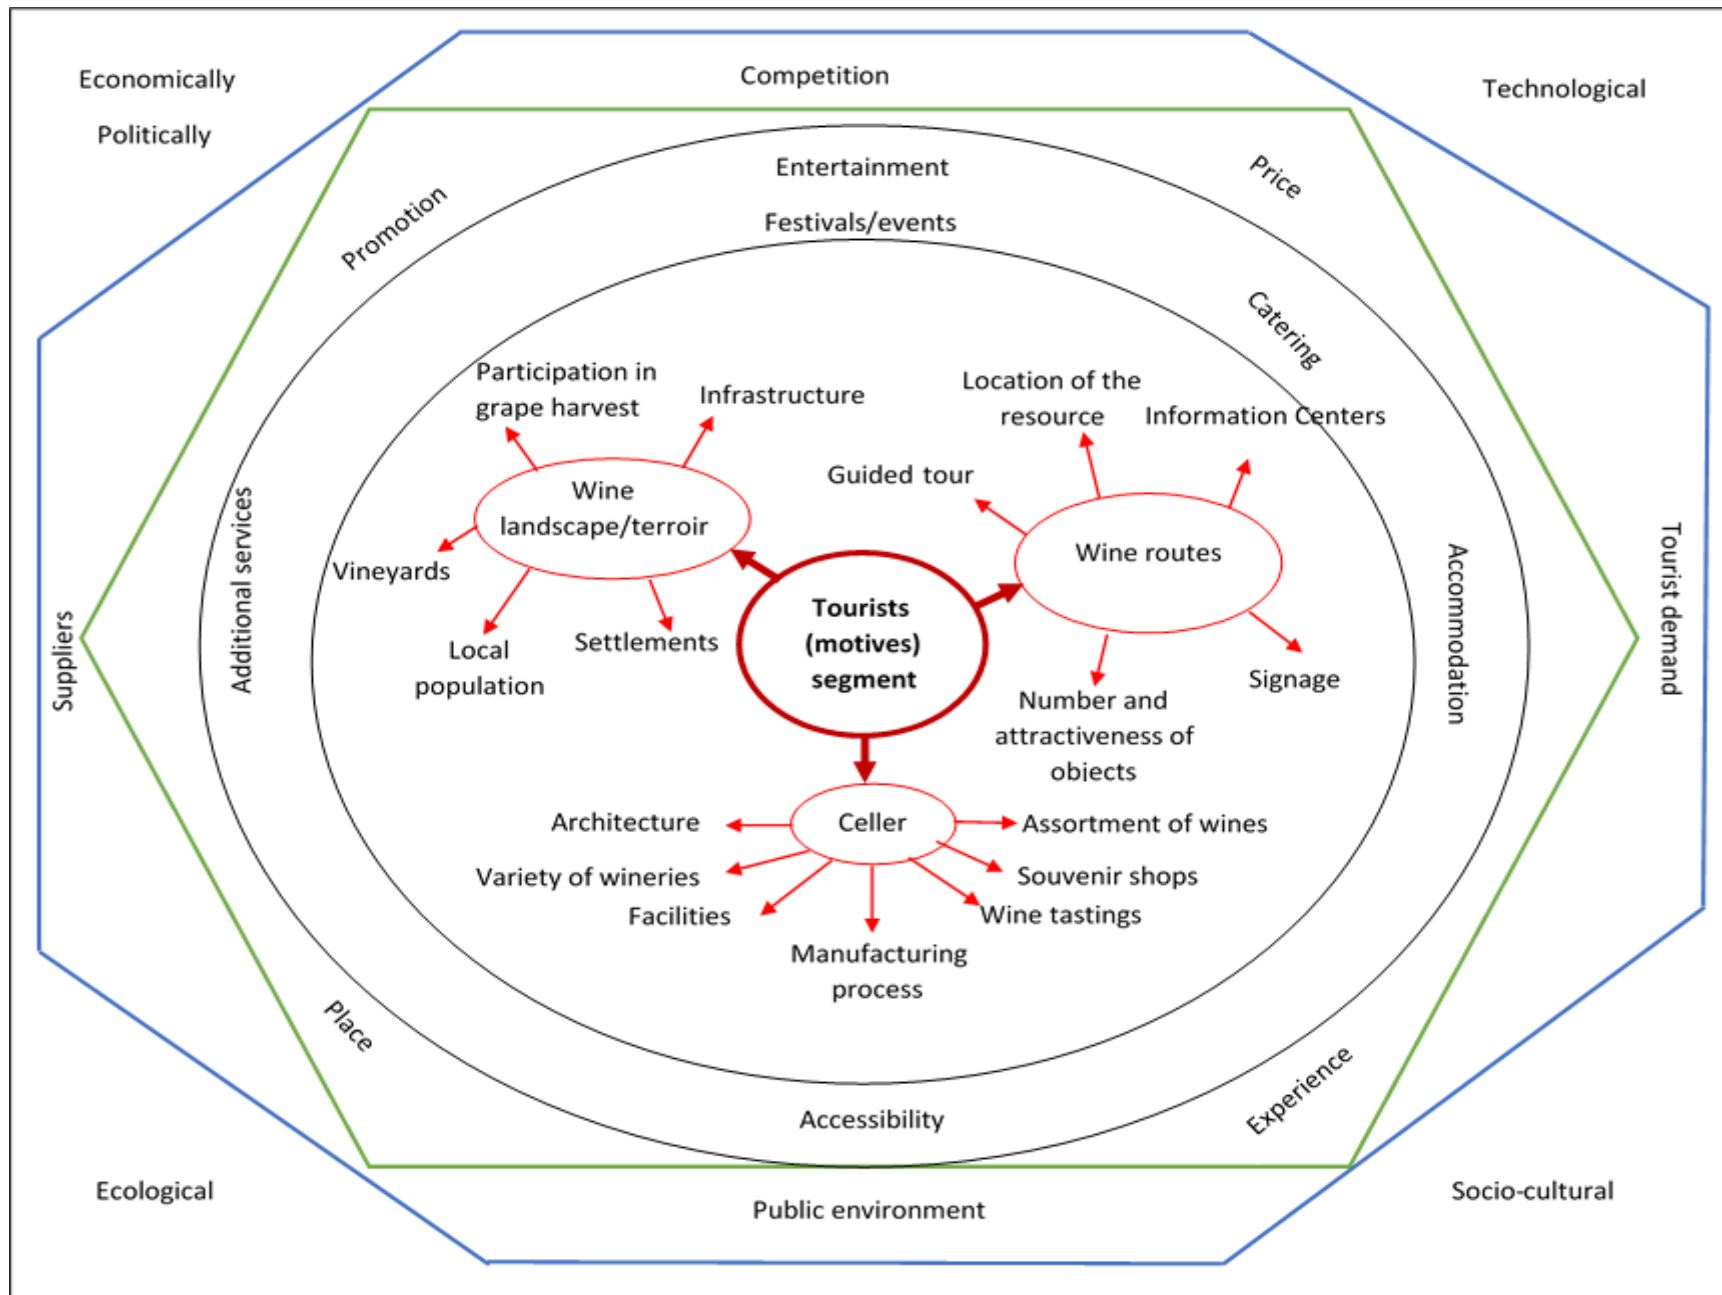 Economically
Politically
Competition
Technological
Promotion
Entertainment
Festivals/events
Price
Catering
Participation in
grape harvest
Infrastructure
Location of the
resource
Information Centers
Guided tour
Wine
landscape/terroir
Wine routes
Vineyards
Local
population
Settlements
Tourists
(motives)
segment
Signage
Number and
attractiveness of
objects
Additional services
Suppliers
Accommodation
Tourist demand
Architecture
Celler
Assortment of wines
Variety of wineries
Souvenir shops
Facilities
Wine tastings
Manufacturing
process
Place
Experience
Accessibility
Ecological
Public environment
Socio-cultural